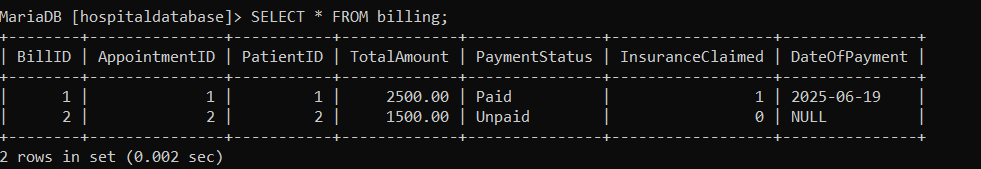 MariaDB [hospitaldatabase]> SELECT * FROM billing;
+--------+---------------+-----------+-------------+---------------+------------------+---------------+
| BillID | AppointmentID | PatientID | TotalAmount | PaymentStatus | InsuranceClaimed | DateOfPayment |
+--------+---------------+-----------+-------------+---------------+------------------+---------------+
|      1 |             1 |         1 |     2500.00 | Paid          |                1 | 2025-06-19    |
|      2 |             2 |         2 |     1500.00 | Unpaid        |                0 | NULL          |
+--------+---------------+-----------+-------------+---------------+------------------+---------------+
2 rows in set (0.002 sec)